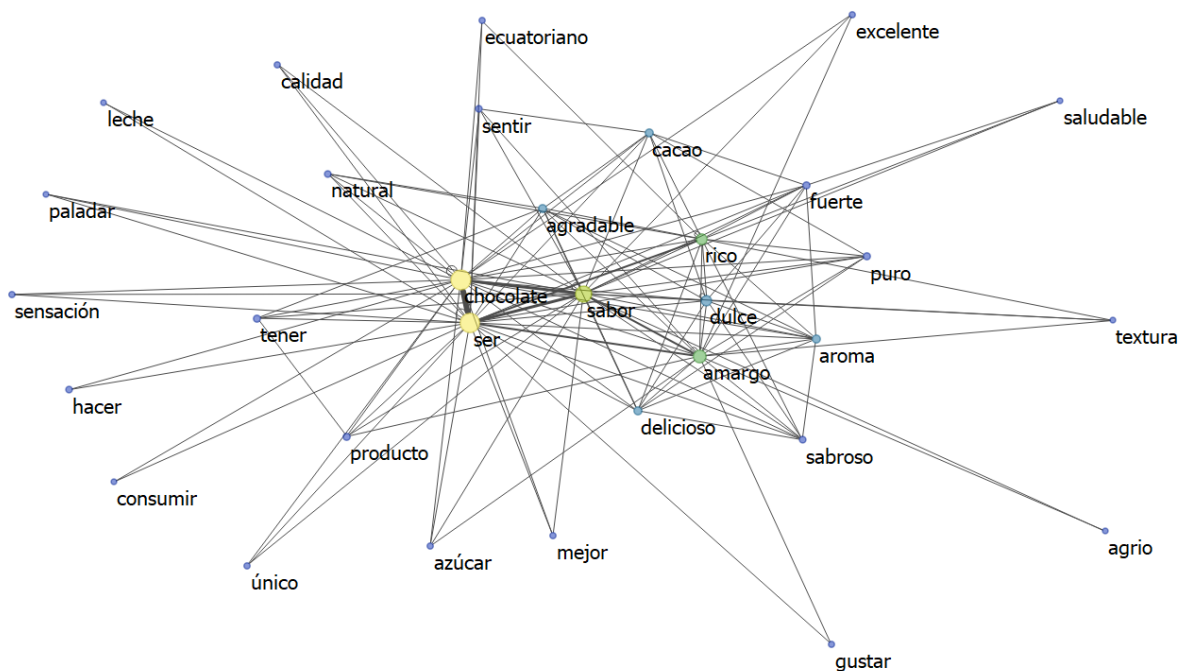 ecuatoriano
excelente
calidad
leche
sentir
saludable
cacao
natural
fuerte
paladar
agradable
rico
puro
chocolate
sabor
sensación
dulce
tener
ser
textura
aroma
amargo
hacer
delicioso
producto
sabroso
consumir
mejor
azúcar
agrio
único
gustar